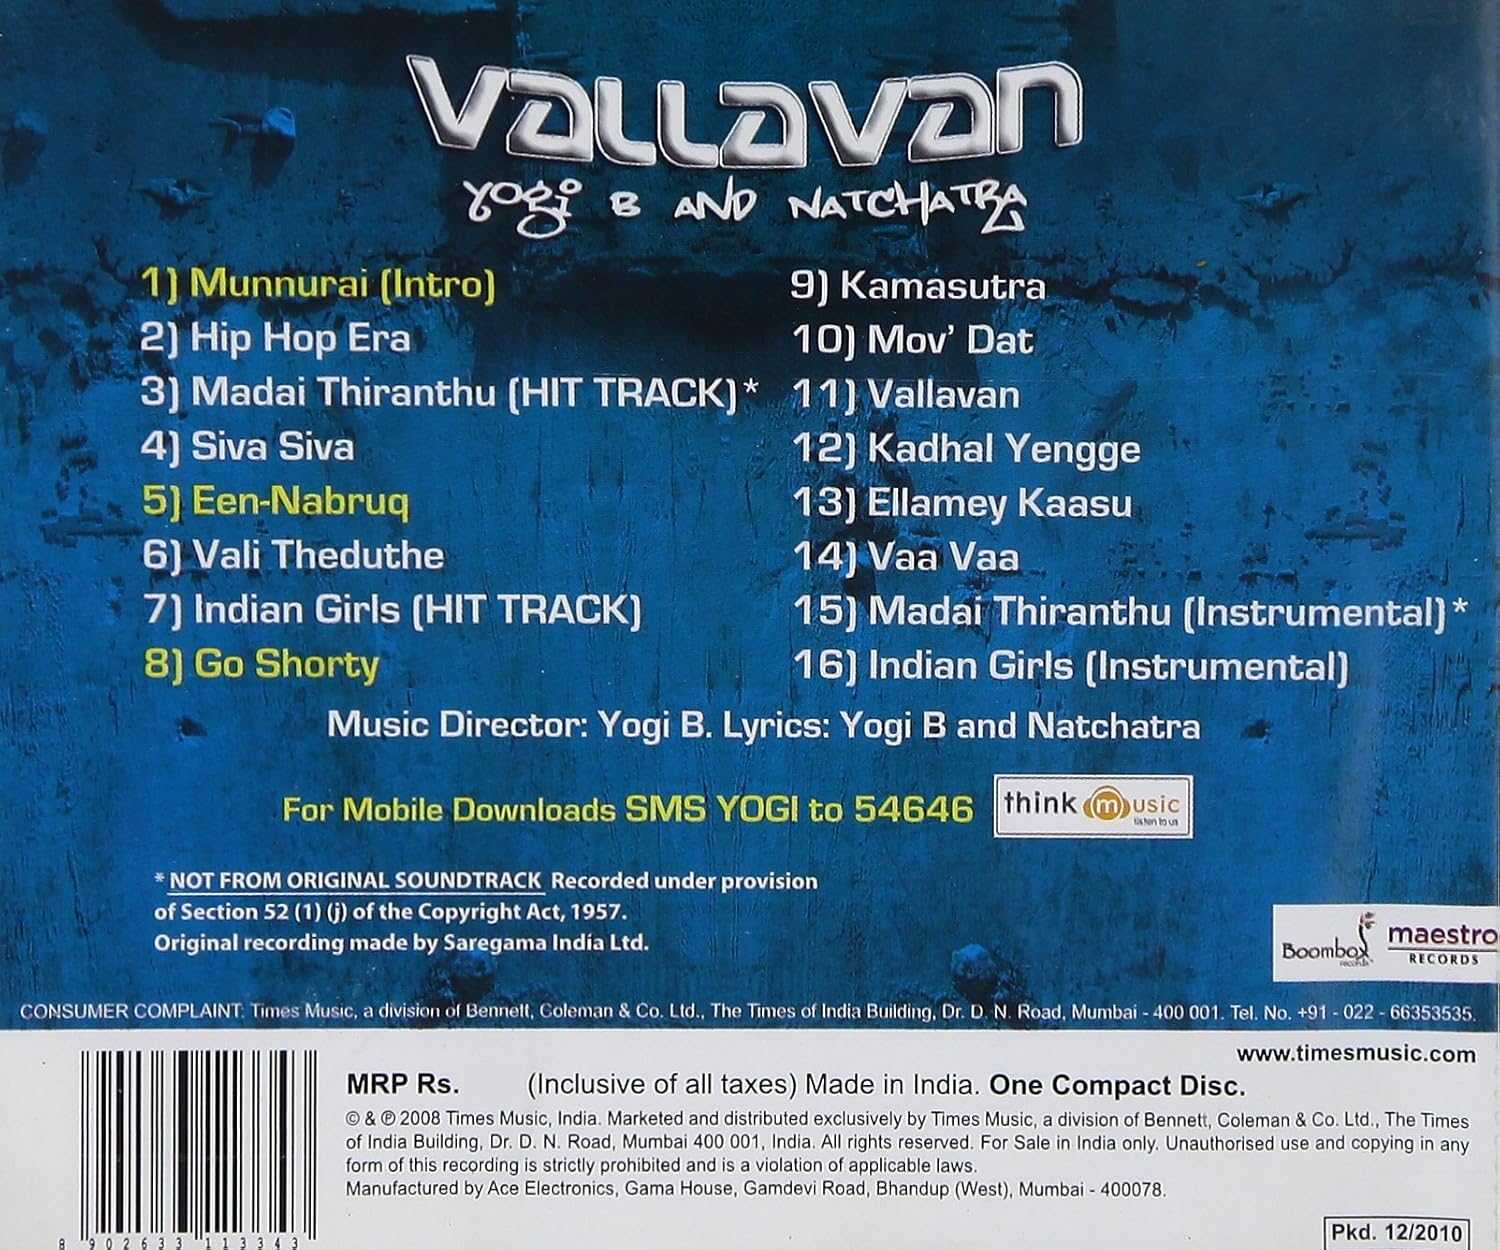 VALLAVAN
Yogi B AND NATCHATRA
1) Munnurai (Intro)
2) Hip Hop Era
3) Madai Thiranthu (HIT TRACK)*
4) Siva Siva
5) Een-Nabruq
6) Vali Theduthe
7) Indian Girls (HIT TRACK)
8) Go Shorty
9) Kamasutra
10) Mov' Dat
11) Vallavan
12) Kadhal Yengge
13) Ellamey Kaasu
14) Vaa Vaa
15) Madai Thiranthu (Instrumental)*
16) Indian Girls (Instrumental)
Music Director: Yogi B. Lyrics: Yogi B and Natchatra
For Mobile Downloads SMS YOGI to 54646
think music
listen to us
* NOT FROM ORIGINAL SOUNDTRACK Recorded under provision
of Section 52 (1) (j) of the Copyright Act, 1957.
Original recording made by Saregama India Ltd.
Boombox
records
maestro
RECORDS
CONSUMER COMPLAINT: Times Music, a division of Bennett, Coleman & Co. Ltd., The Times of India Building, Dr. D. N. Road, Mumbai - 400 001. Tel. No. +91 - 022 - 66353535.
www.timesmusic.com
MRP Rs. (Inclusive of all taxes) Made in India. One Compact Disc.
© & ℗ 2008 Times Music, India. Marketed and distributed exclusively by Times Music, a division of Bennett, Coleman & Co. Ltd., The Times
of India Building, Dr. D. N. Road, Mumbai 400 001, India. All rights reserved. For Sale in India only. Unauthorised use and copying in any
form of this recording is strictly prohibited and is a violation of applicable laws.
Manufactured by Ace Electronics, Gama House, Gamdevi Road, Bhandup (West), Mumbai - 400078.
8 902633 113343
Pkd. 12/2010